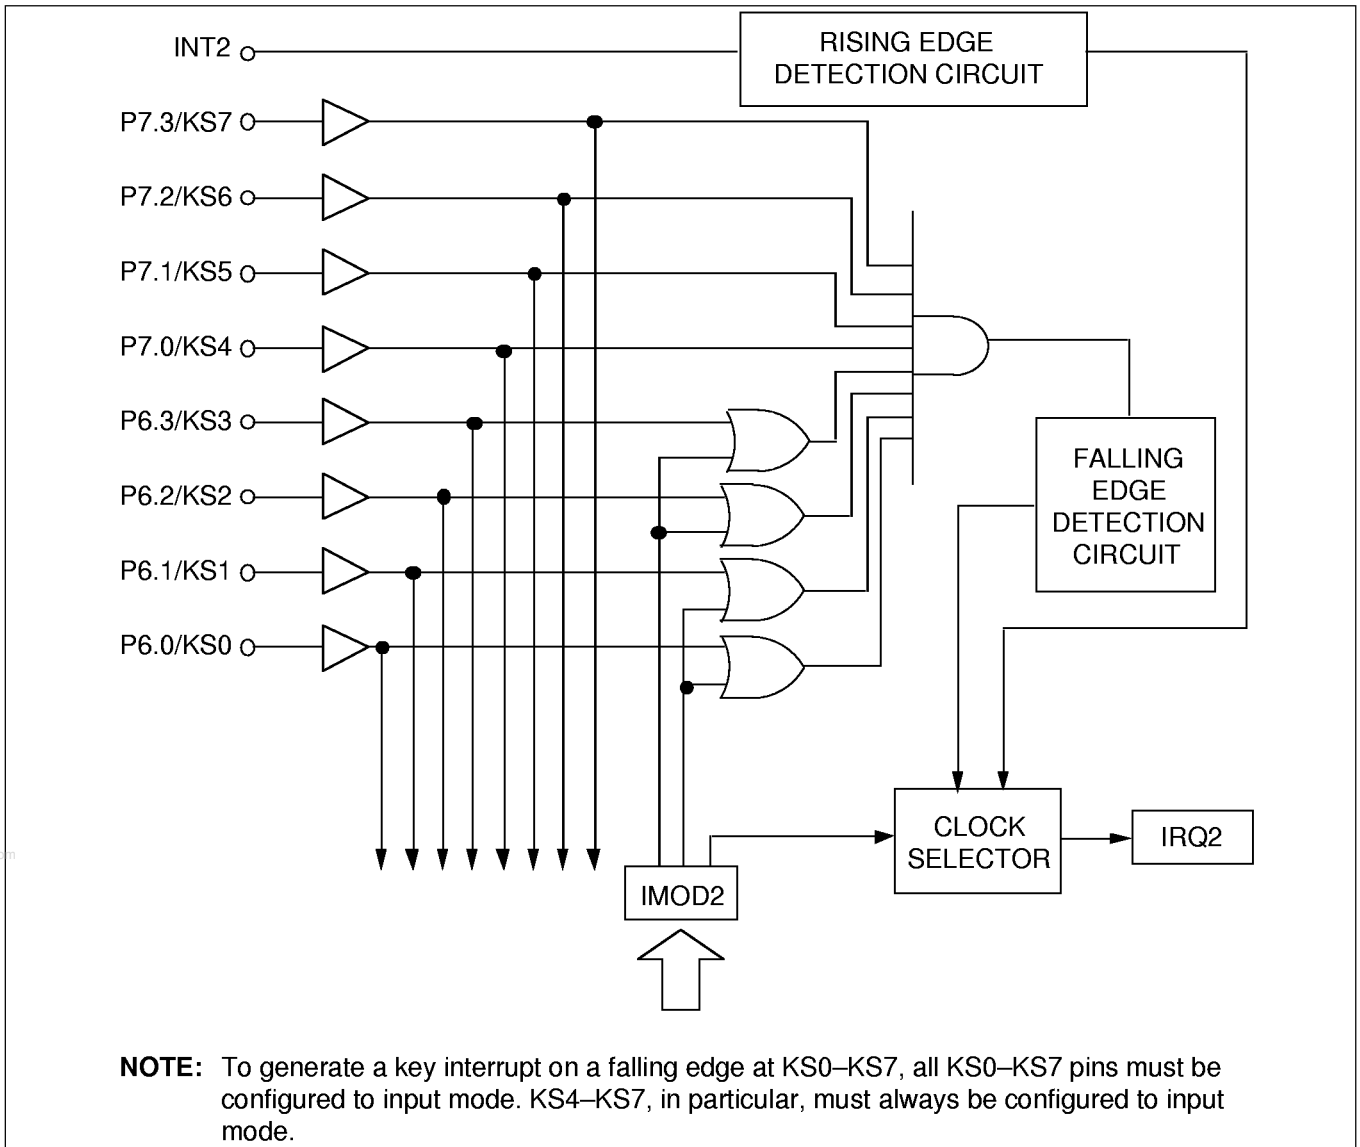 INT2
RISING EDGE
DETECTION CIRCUIT
P7.3/KS7
P7.2/KS6
P7.1/KS5
P7.0/KS4
P6.3/KS3
P6.2/KS2
P6.1/KS1
P6.0/KS0
FALLING
EDGE
DETECTION
CIRCUIT
CLOCK
SELECTOR
IRQ2
IMOD2
NOTE: To generate a key interrupt on a falling edge at KS0–KS7, all KS0–KS7 pins must be
configured to input mode. KS4–KS7, in particular, must always be configured to input
mode.